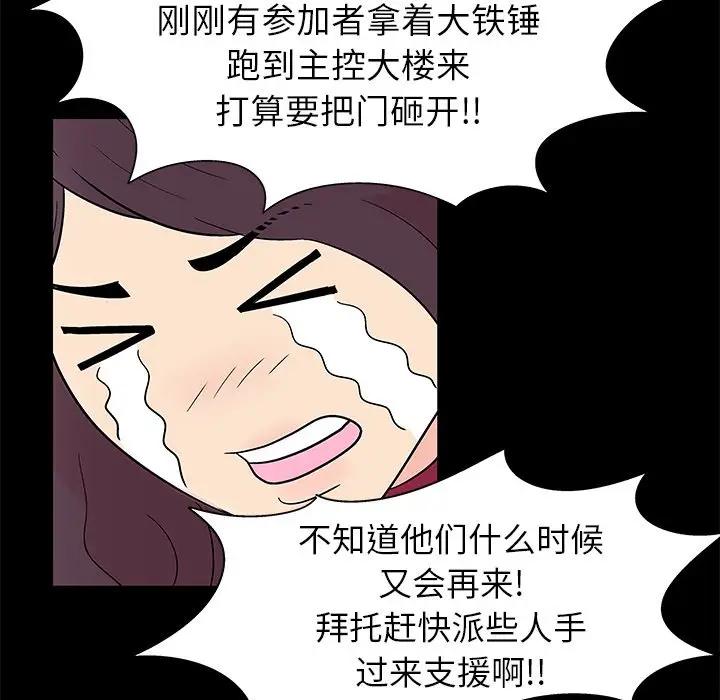 刚刚有参加者拿着大铁锤
跑到主控大楼来
打算要把门砸开!!
不知道他们什么时候
又会再来!
拜托赶快派些人手
过来支援啊!!